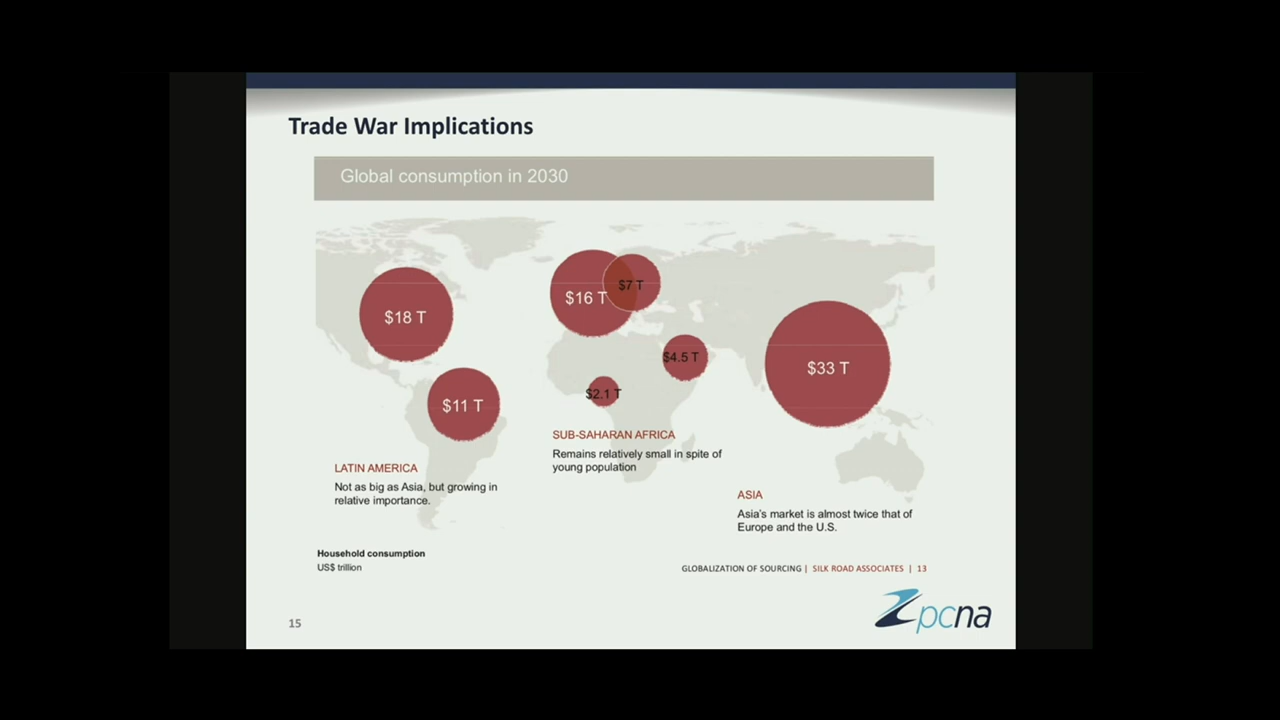 Trade War Implications
Global consumption in 2030
$18 T
$16 T
$7 T
$4.5 T
$33 T
$2.1 T
$11 T
SUB-SAHARAN AFRICA
Remains relatively small in spite of
young population
LATIN AMERICA
Not as big as Asia, but growing in
relative importance.
ASIA
Asia's market is almost twice that of
Europe and the U.S.
Household consumption
US$ trillion
GLOBALIZATION OF SOURCING | SILK ROAD ASSOCIATES | 13
pcna
15